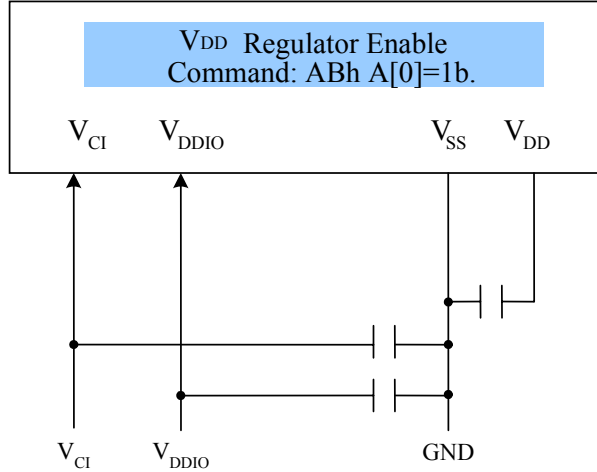 VDD Regulator Enable
Command: ABh A[0]=1b.
VCI VDDIO VSS VDD
VCI VDDIO GND